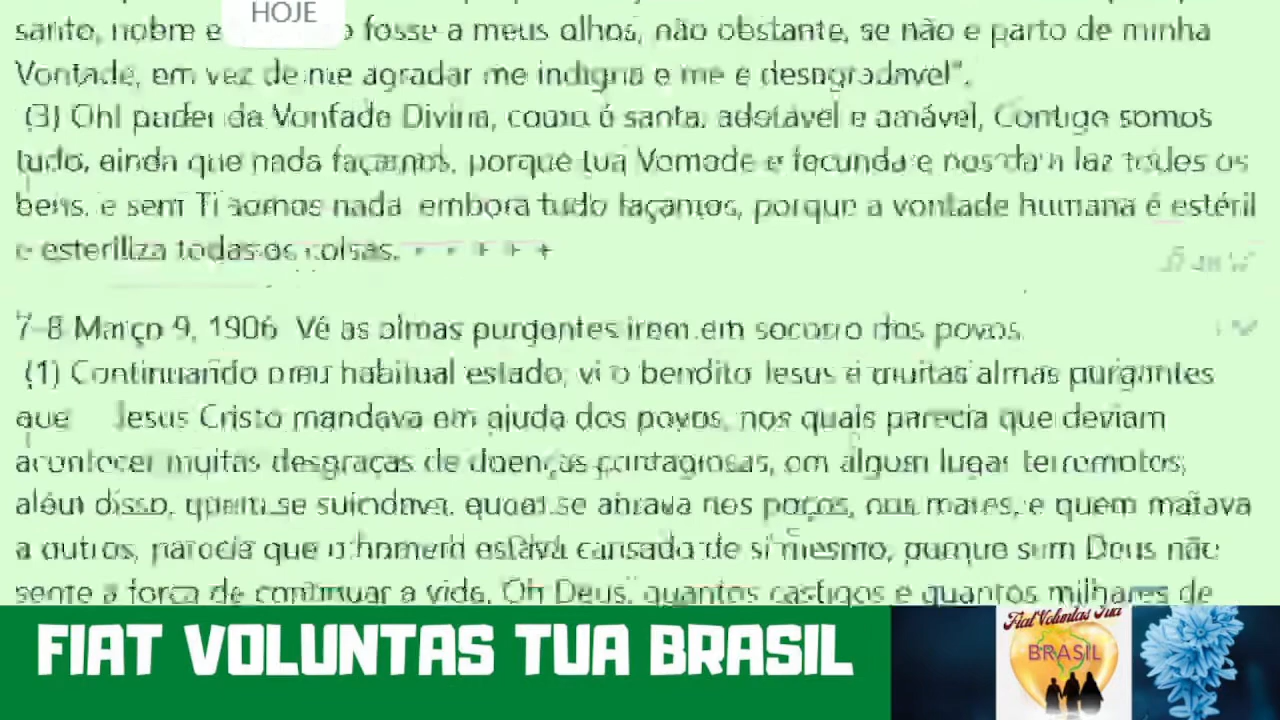 HOJE
santo, nobre e fosse a meus olhos, não obstante, se não é parto de minha
Vontade, em vez de me agradar me indigna e me é desagradável".
(3) Oh! poder da Vontade Divina, como é santa, adorável e amável, Contigo somos
tudo, ainda que nada façamos, porque tua Vontade é fecunda e nos todos os
bens, e sem Ti somos nada embora tudo façamos, porque a vontade humana é estéril
e esteriliza todas as coisas. + + + + +
7-8 Março 9, 1906 Vê as almas purgantes irem em socorro dos povos.
(1) Continuando meu habitual estado, vi o bendito Jesus e muitas almas purgantes
que Jesus Cristo mandava em ajuda dos povos, nos quais parecia que deviam
acontecer muitas desgraças de doenças contagiosas, em algum lugar terremotos;
além disso, quem se suicidava, quem se atirava nos poços, nos mares, e quem matava
a outros, parecia que o homem estava cansado de si mesmo, porque sem Deus não
sente a força de continuar a vida. Oh Deus, quantos castigos e quantos milhares de
FIAT VOLUNTAS TUA BRASIL
Fiat Voluntas Tua
BRASIL